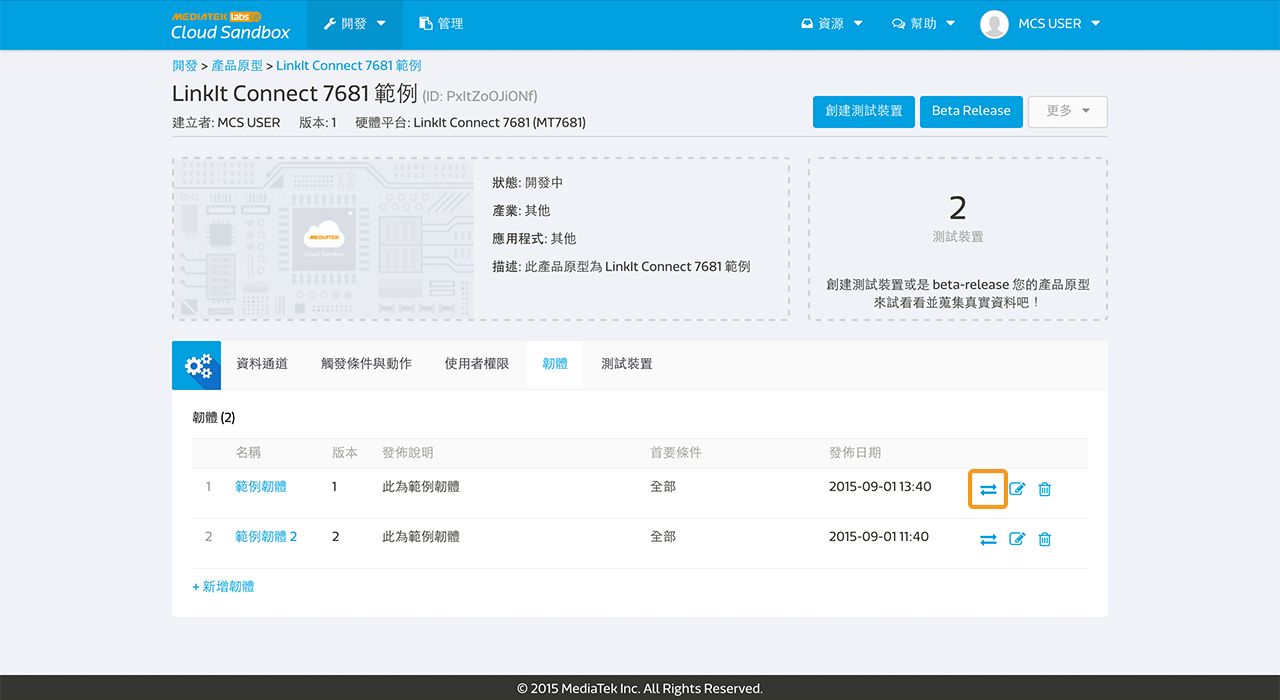 MEDIATEK labs
Cloud Sandbox
開發
管理
資源
幫助
MCS USER
開發 > 產品原型 > LinkIt Connect 7681 範例
LinkIt Connect 7681 範例 (ID: PxItZoOJiONf)
建立者: MCS USER 版本: 1 硬體平台: LinkIt Connect 7681 (MT7681)
創建測試裝置
Beta Release
更多
MEDIATEK
Cloud Sandbox
狀態: 開發中
產業: 其他
應用程式: 其他
描述: 此產品原型為 LinkIt Connect 7681 範例
2
測試裝置
創建測試裝置或是 beta-release 您的產品原型
來試看看並蒐集真實資料吧！
資料通道 觸發條件與動作 使用者權限 韌體 測試裝置
韌體 (2)
名稱 版本 發佈說明 首要條件 發佈日期
1 範例韌體 1 此為範例韌體 全部 2015-09-01 13:40
2 範例韌體 2 2 此為範例韌體 全部 2015-09-01 11:40
+ 新增韌體
© 2015 MediaTek Inc. All Rights Reserved.